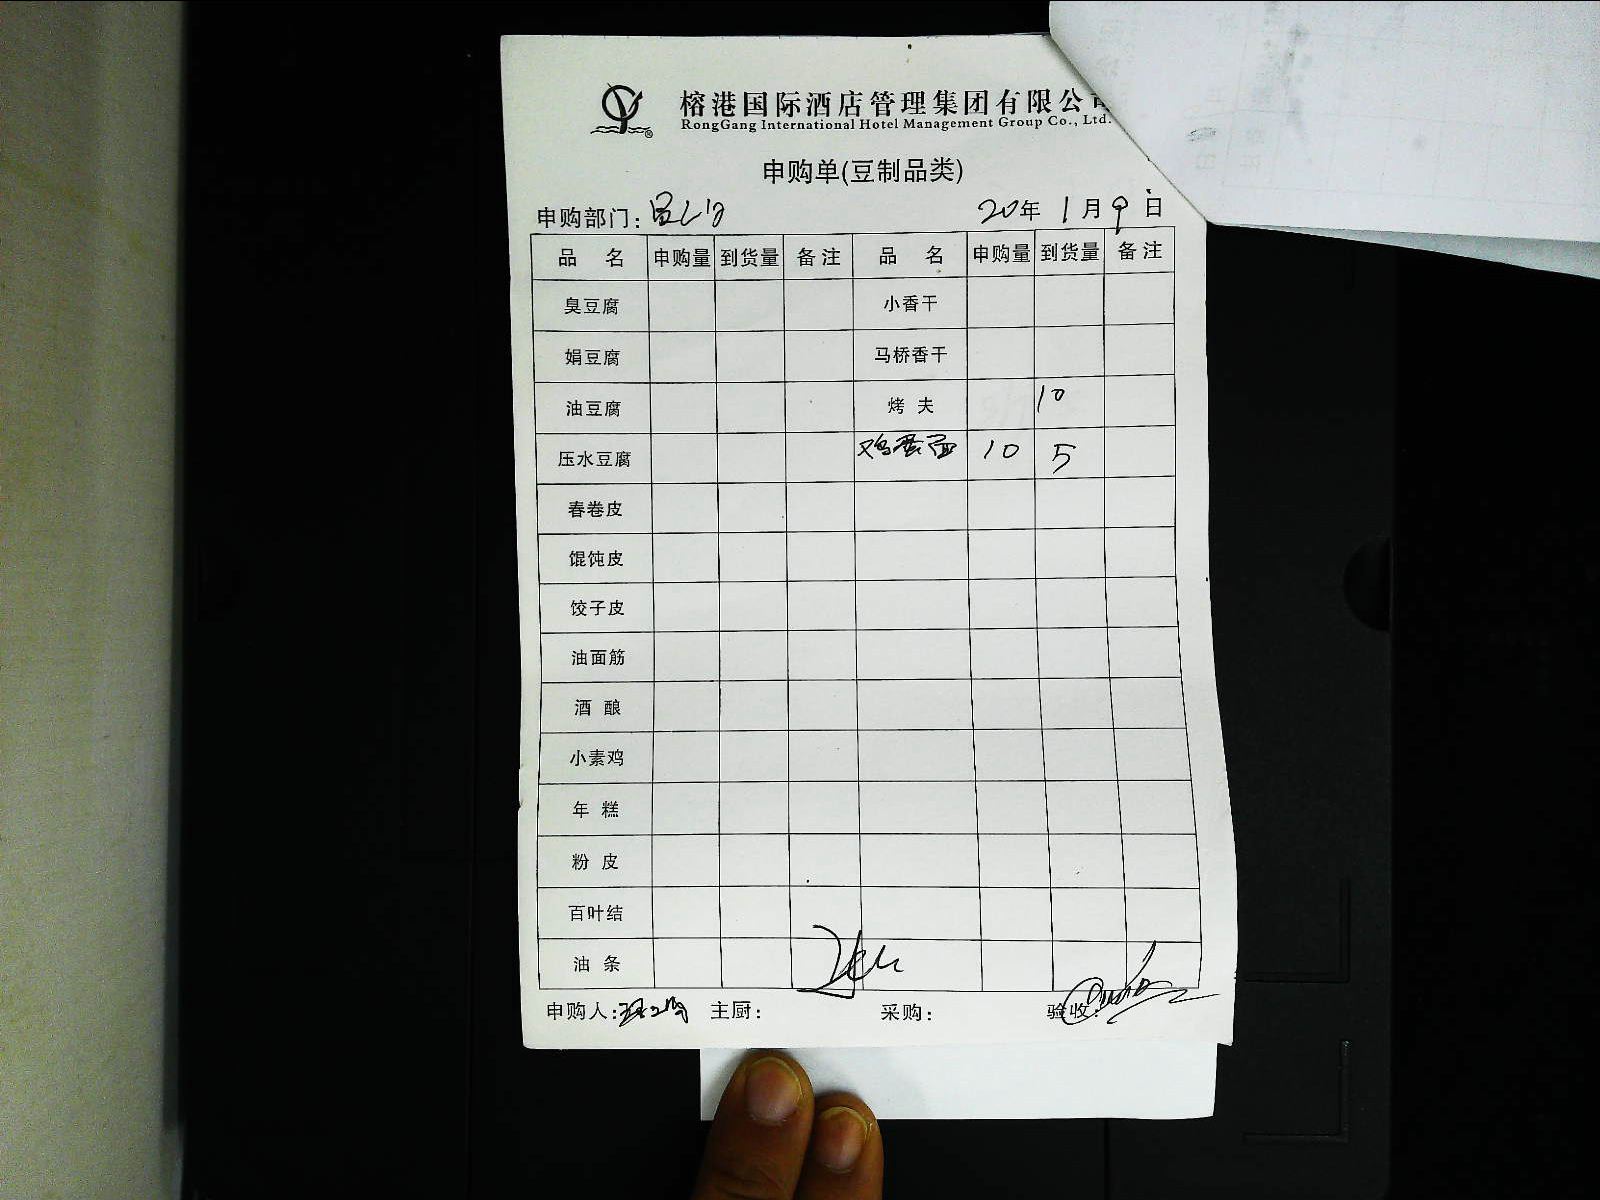 榕港国际酒店管理集团有限公司
RongGang International Hotel Management Group Co., Ltd.
申购单(豆制品类)
申购部门: 20年 1月 9日
品 名 申购量 到货量 备注 品 名 申购量 到货量 备注
臭豆腐 小香干
娟豆腐 马桥香干
油豆腐 烤 夫 10
压水豆腐 鸡蛋面 10 5
春卷皮
馄饨皮
饺子皮
油面筋
酒 酿
小素鸡
年 糕
粉 皮
百叶结
油 条
申购人: 主厨: 采购: 验收: